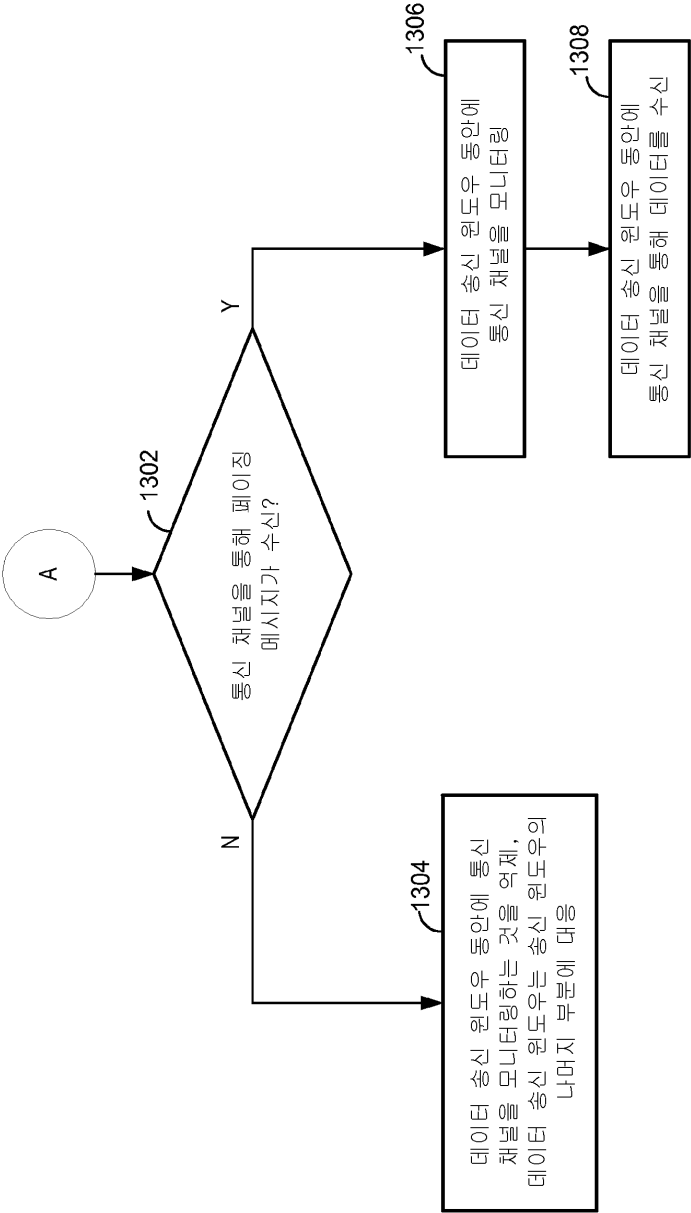 A
1302
통신 채널을 통해 페이징
메시지가 수신?
N
Y
1304
데이터 송신 윈도우 동안에 통신
채널을 모니터링하는 것을 억제,
데이터 송신 윈도우는 송신 윈도우의
나머지 부분에 대응
1306
데이터 송신 윈도우 동안에
통신 채널을 모니터링
1308
데이터 송신 윈도우 동안에
통신 채널을 통해 데이터를 수신